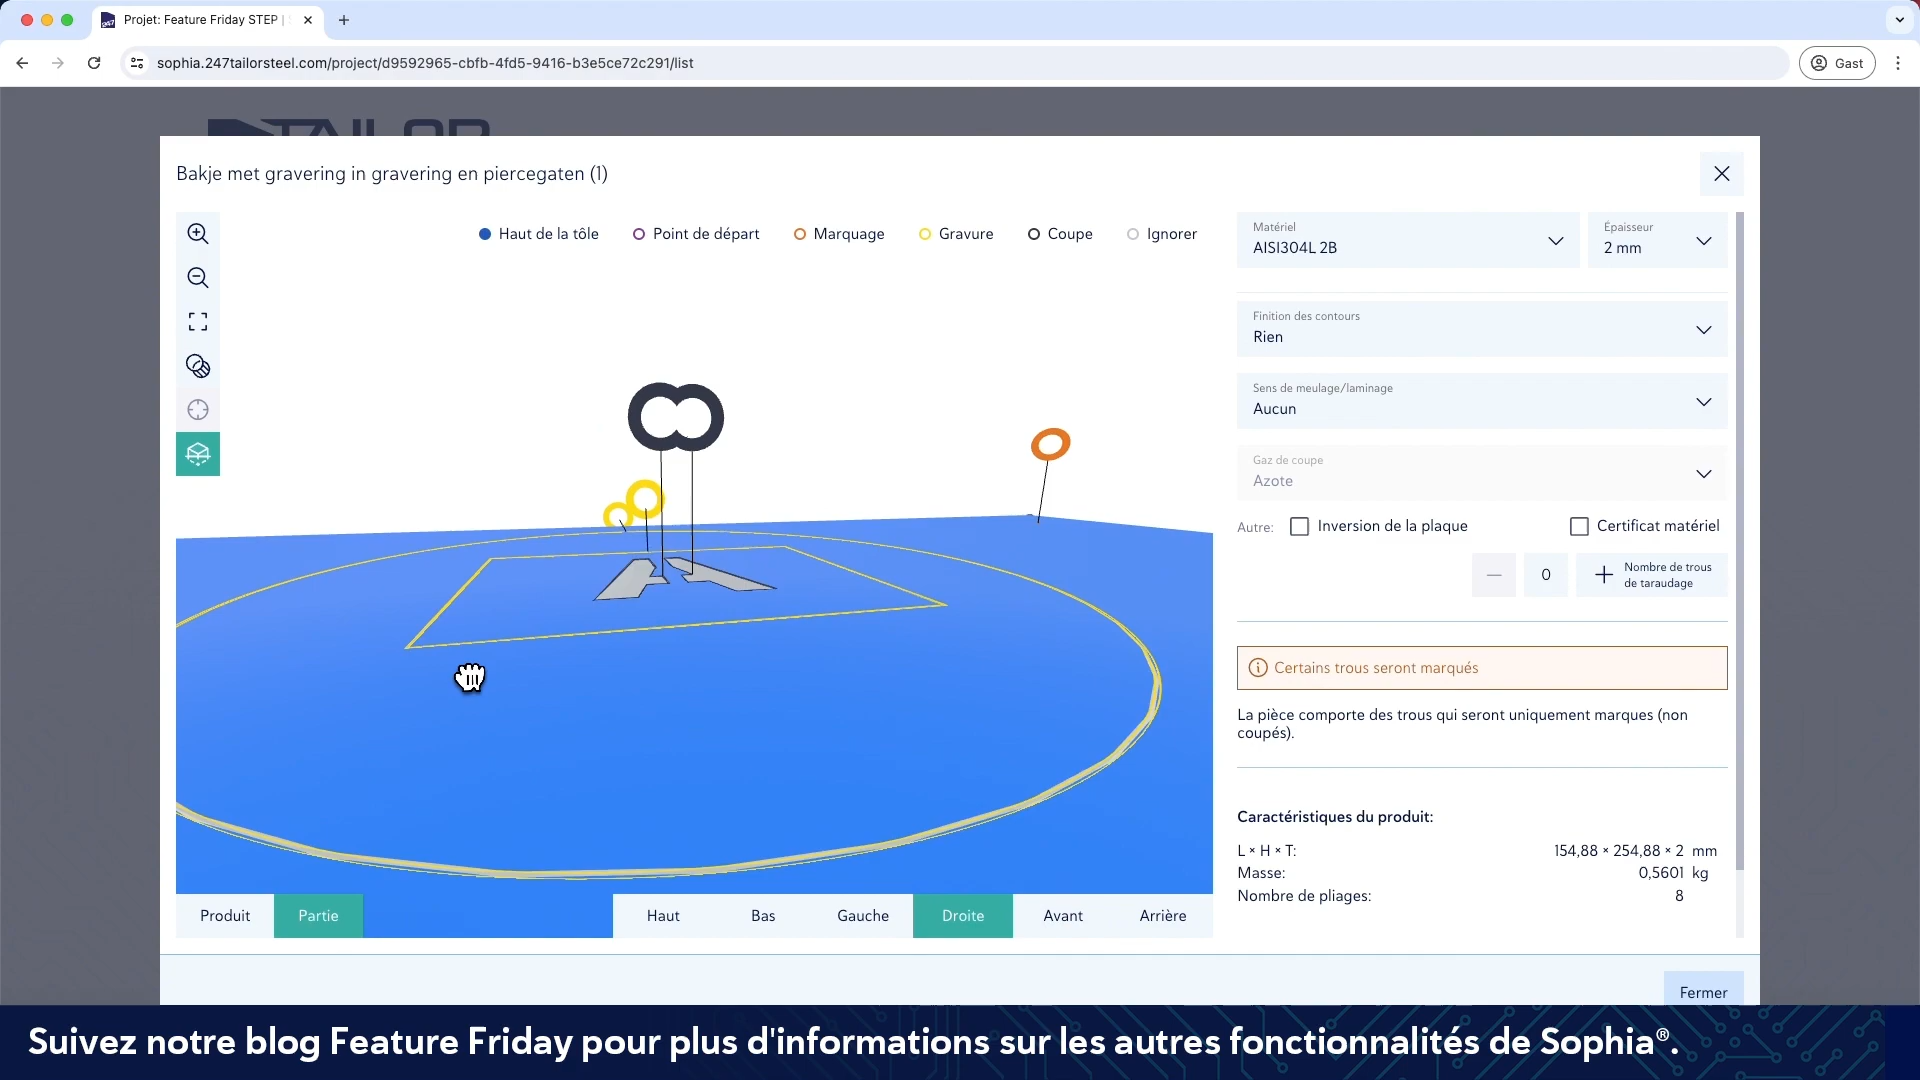 Projet: Feature Friday STEP |
sophia.247tailorsteel.com/project/d9592965-cbfb-4fd5-9416-b3e5ce72c291/list
Gast
Bakje met gravering in gravering en piercegaten (1)
Haut de la tôle
Point de départ
Marquage
Gravure
Coupe
Ignorer
Matériel
AISI304L 2B
Épaisseur
2 mm
Finition des contours
Rien
Sens de meulage/laminage
Aucun
Gaz de coupe
Azote
Autre:
Inversion de la plaque
Certificat matériel
0
Nombre de trous
de taraudage
Certains trous seront marqués
La pièce comporte des trous qui seront uniquement marques (non
coupés).
Caractéristiques du produit:
L × H × T: 154,88 × 254,88 × 2 mm
Masse: 0,5601 kg
Nombre de pliages: 8
Produit
Partie
Haut
Bas
Gauche
Droite
Avant
Arrière
Fermer
Suivez notre blog Feature Friday pour plus d'informations sur les autres fonctionnalités de Sophia®.